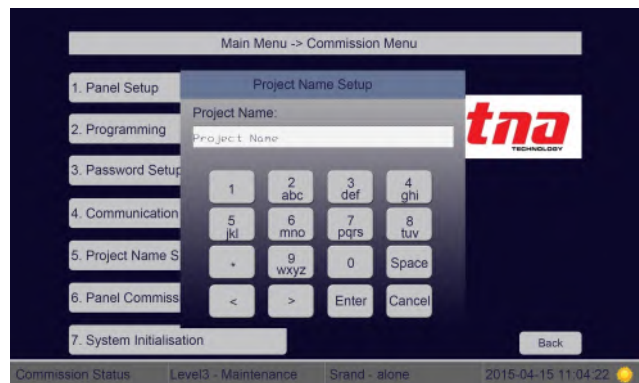 Main Menu -> Commission Menu
1. Panel Setup
Project Name Setup
Project Name:
Project Name
2. Programming
tna
TECHNOLOGY
3. Password Setup
1
2
abc
3
def
4
ghi
4. Communication
5
jkl
6
mno
7
pqrs
8
tuv
5. Project Name S
*
9
wxyz
0
Space
6. Panel Commiss
<
>
Enter
Cancel
7. System Initialisation
Back
Commission Status
Level3 - Maintenance
Srand - alone
2015-04-15 11:04:22